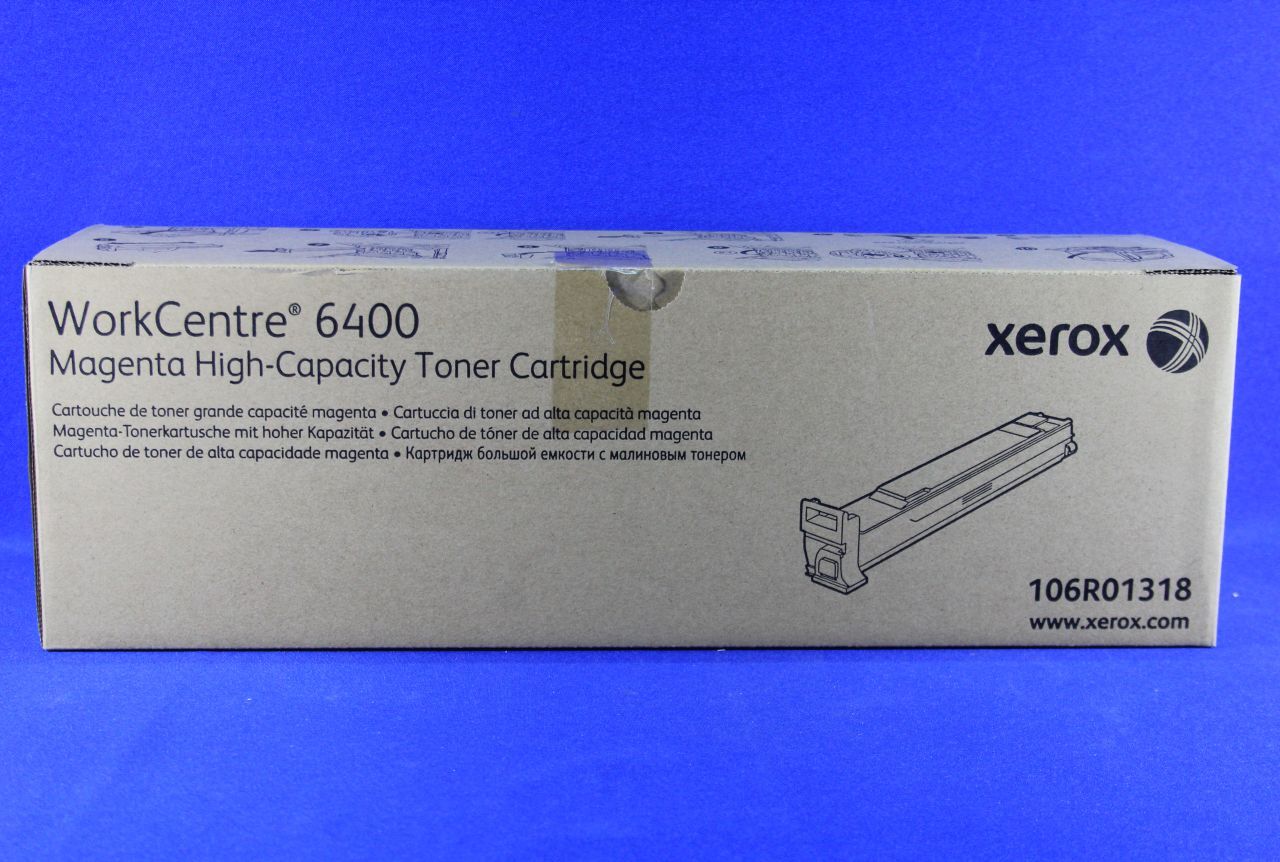 WorkCentre® 6400
Magenta High-Capacity Toner Cartridge
Cartouche de toner grande capacité magenta • Cartuccia di toner ad alta capacità magenta
Magenta-Tonerkartusche mit hoher Kapazität • Cartucho de tóner de alta capacidad magenta
Cartucho de toner de alta capacidade magenta • Картридж большой емкости с малиновым тонером
xerox
106R01318
www.xerox.com